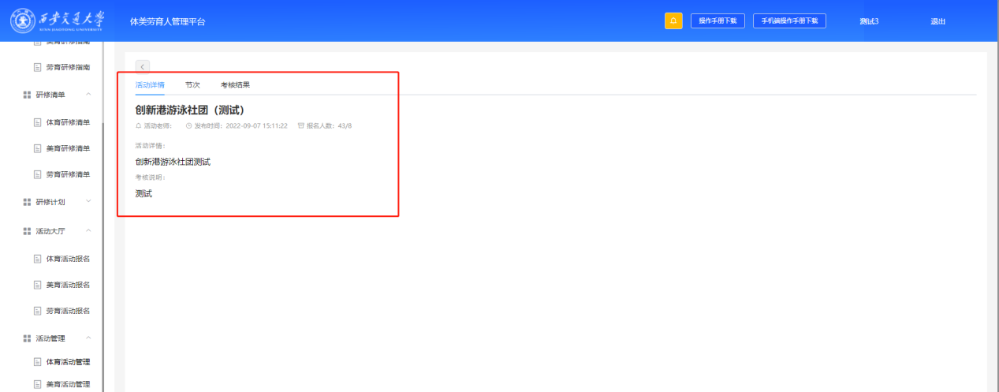 西安交通大学
XI'AN JIAOTONG UNIVERSITY
体美劳育人管理平台
操作手册下载
手机端操作手册下载
测试3
退出
美育研修指南
劳育研修指南
研修清单
体育研修清单
美育研修清单
劳育研修清单
研修计划
活动大厅
体育活动报名
美育活动报名
劳育活动报名
活动管理
体育活动管理
美育活动管理
活动详情 节次 考核结果
创新港游泳社团（测试）
活动老师： 发布时间：2022-09-07 15:11:22 报名人数：43/8
活动详情：
创新港游泳社团测试
考核说明：
测试